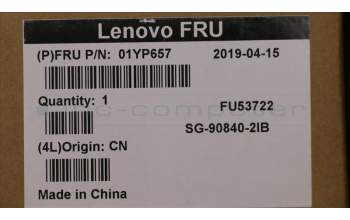 Lenovo FRU
(P)FRU P/N: 01YP657 2019-04-15
Quantity: 1 FU53722
SG-90840-2IB
(4L)Origin: CN
Made in China